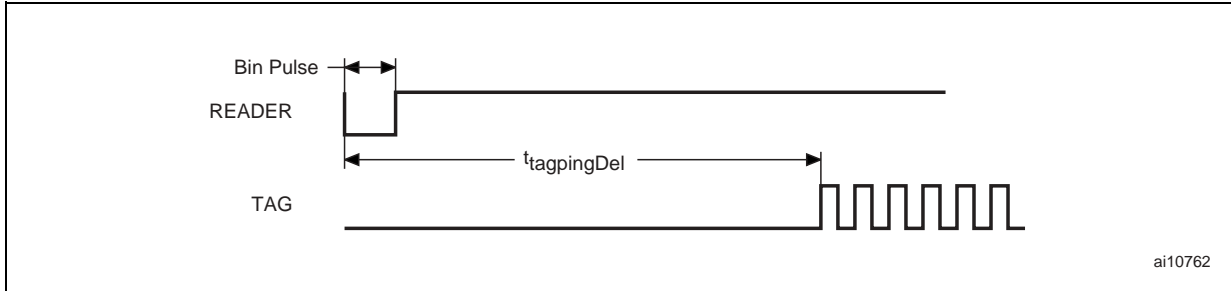 Bin Pulse
READER
ttagpingDel
TAG
ai10762